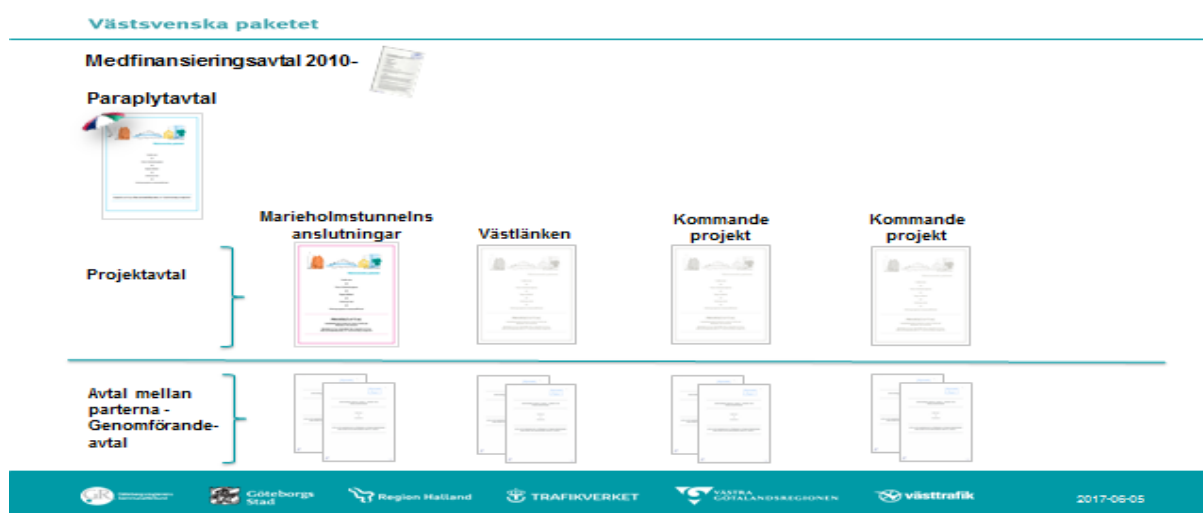 Västsvenska paketet
Medfinansieringsavtal 2010-
Paraplytavtal
Marieholmstunnelns
anslutningar
Västlänken
Kommande
projekt
Kommande
projekt
Projektavtal
Avtal mellan
parterna -
Genomförande-
avtal
GR
Göteborgs
Stad
Region Halland
TRAFIKVERKET
VÄSTRA
GÖTALANDSREGIONEN
västtrafik
2017-06-05